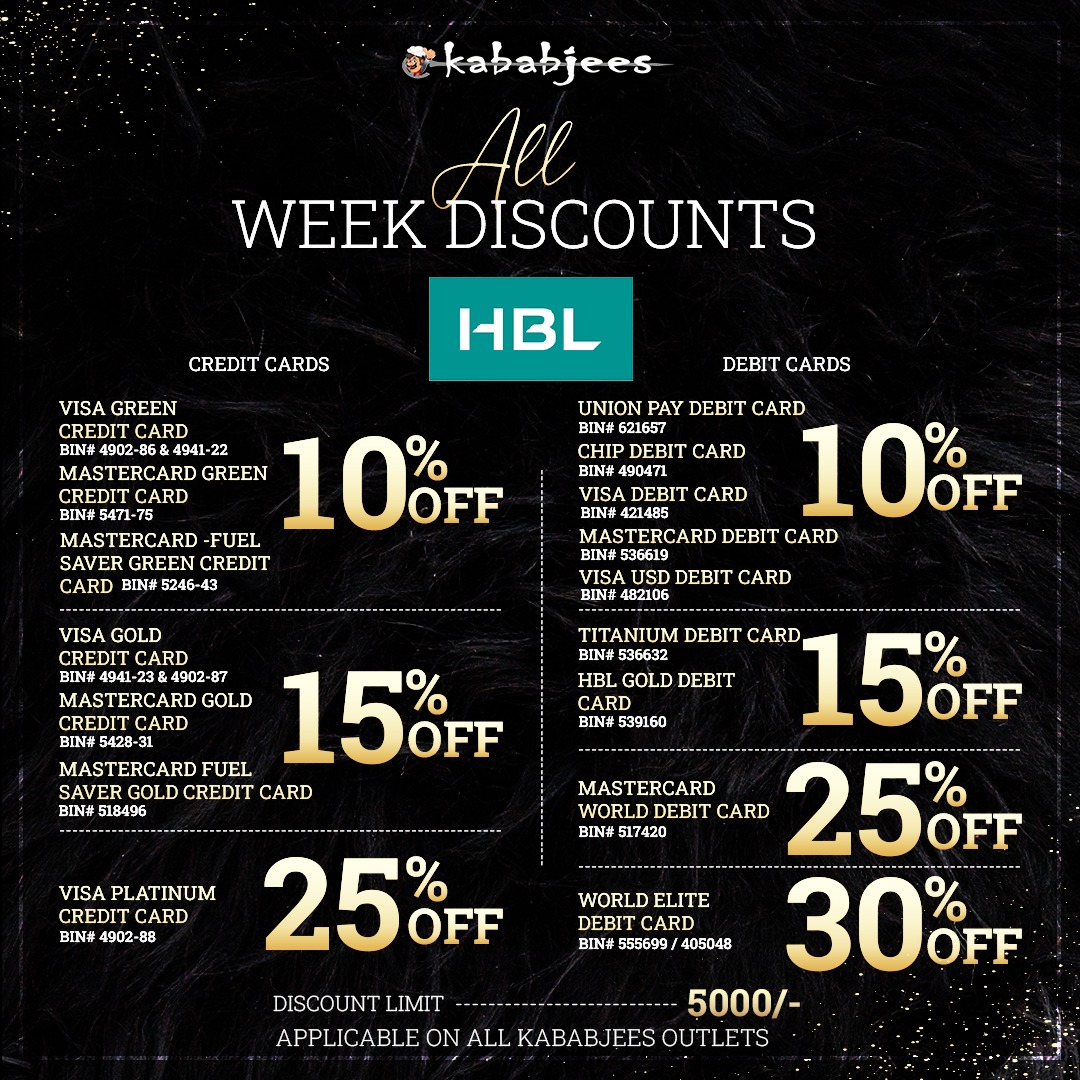 kababjees
All
WEEK DISCOUNTS
HBL
CREDIT CARDS
VISA GREEN
CREDIT CARD
BIN# 4902-86 & 4941-22
MASTERCARD GREEN
CREDIT CARD
BIN# 5471-75
MASTERCARD -FUEL
SAVER GREEN CREDIT
CARD BIN# 5246-43
10%
OFF
VISA GOLD
CREDIT CARD
BIN# 4941-23 & 4902-87
MASTERCARD GOLD
CREDIT CARD
BIN# 5428-31
MASTERCARD FUEL
SAVER GOLD CREDIT CARD
BIN# 518496
15%
OFF
VISA PLATINUM
CREDIT CARD
BIN# 4902-88
25%
OFF
DEBIT CARDS
UNION PAY DEBIT CARD
BIN# 621657
CHIP DEBIT CARD
BIN# 490471
VISA DEBIT CARD
BIN# 421485
MASTERCARD DEBIT CARD
BIN# 536619
VISA USD DEBIT CARD
BIN# 482106
10%
OFF
TITANIUM DEBIT CARD
BIN# 536632
HBL GOLD DEBIT
CARD
BIN# 539160
15%
OFF
MASTERCARD
WORLD DEBIT CARD
BIN# 517420
25%
OFF
WORLD ELITE
DEBIT CARD
BIN# 555699 / 405048
30%
OFF
DISCOUNT LIMIT ---------------------------- 5000/-
APPLICABLE ON ALL KABABJEES OUTLETS